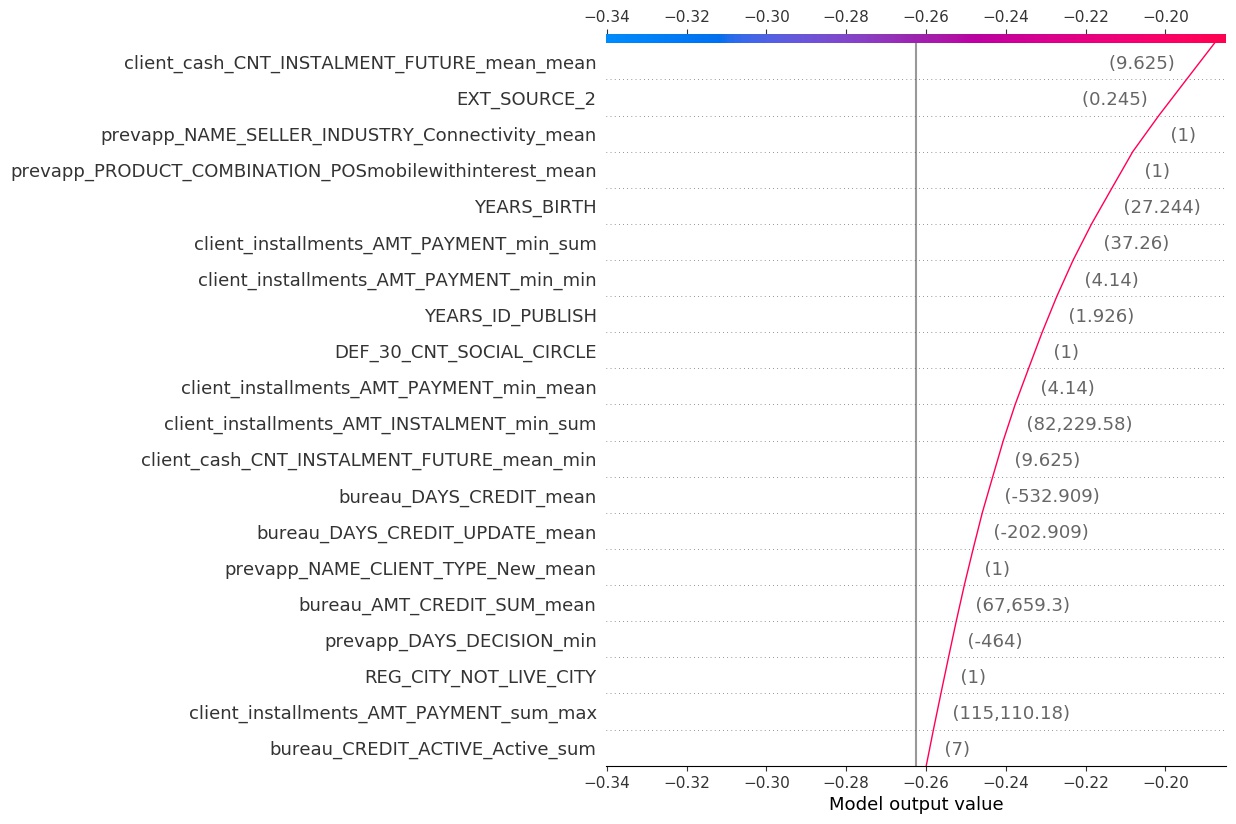 −0.34 −0.32 −0.30 −0.28 −0.26 −0.24 −0.22 −0.20
client_cash_CNT_INSTALMENT_FUTURE_mean_mean (9.625)
EXT_SOURCE_2 (0.245)
prevapp_NAME_SELLER_INDUSTRY_Connectivity_mean (1)
prevapp_PRODUCT_COMBINATION_POSmobilewithinterest_mean (1)
YEARS_BIRTH (27.244)
client_installments_AMT_PAYMENT_min_sum (37.26)
client_installments_AMT_PAYMENT_min_min (4.14)
YEARS_ID_PUBLISH (1.926)
DEF_30_CNT_SOCIAL_CIRCLE (1)
client_installments_AMT_PAYMENT_min_mean (4.14)
client_installments_AMT_INSTALMENT_min_sum (82,229.58)
client_cash_CNT_INSTALMENT_FUTURE_mean_min (9.625)
bureau_DAYS_CREDIT_mean (-532.909)
bureau_DAYS_CREDIT_UPDATE_mean (-202.909)
prevapp_NAME_CLIENT_TYPE_New_mean (1)
bureau_AMT_CREDIT_SUM_mean (67,659.3)
prevapp_DAYS_DECISION_min (-464)
REG_CITY_NOT_LIVE_CITY (1)
client_installments_AMT_PAYMENT_sum_max (115,110.18)
bureau_CREDIT_ACTIVE_Active_sum (7)
−0.34 −0.32 −0.30 −0.28 −0.26 −0.24 −0.22 −0.20
Model output value